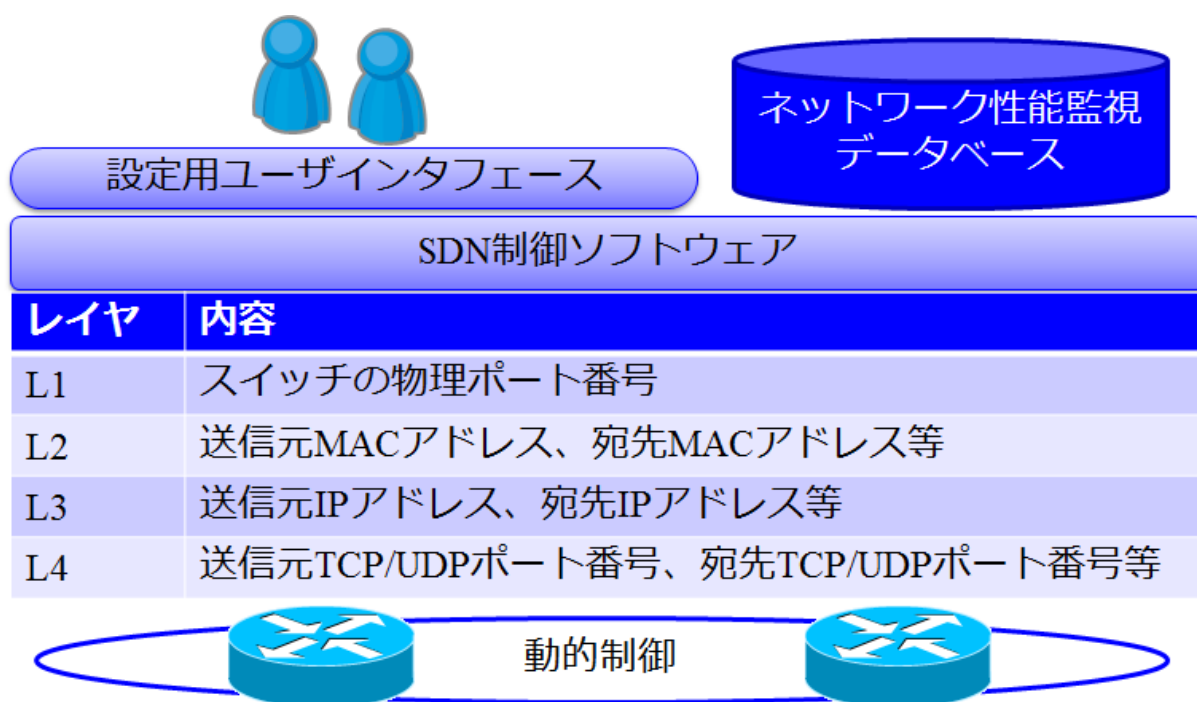 ネットワーク性能監視
データベース
設定用ユーザインタフェース
SDN制御ソフトウェア
レイヤ 内容
L1 スイッチの物理ポート番号
L2 送信元MACアドレス、宛先MACアドレス等
L3 送信元IPアドレス、宛先IPアドレス等
L4 送信元TCP/UDPポート番号、宛先TCP/UDPポート番号等
動的制御